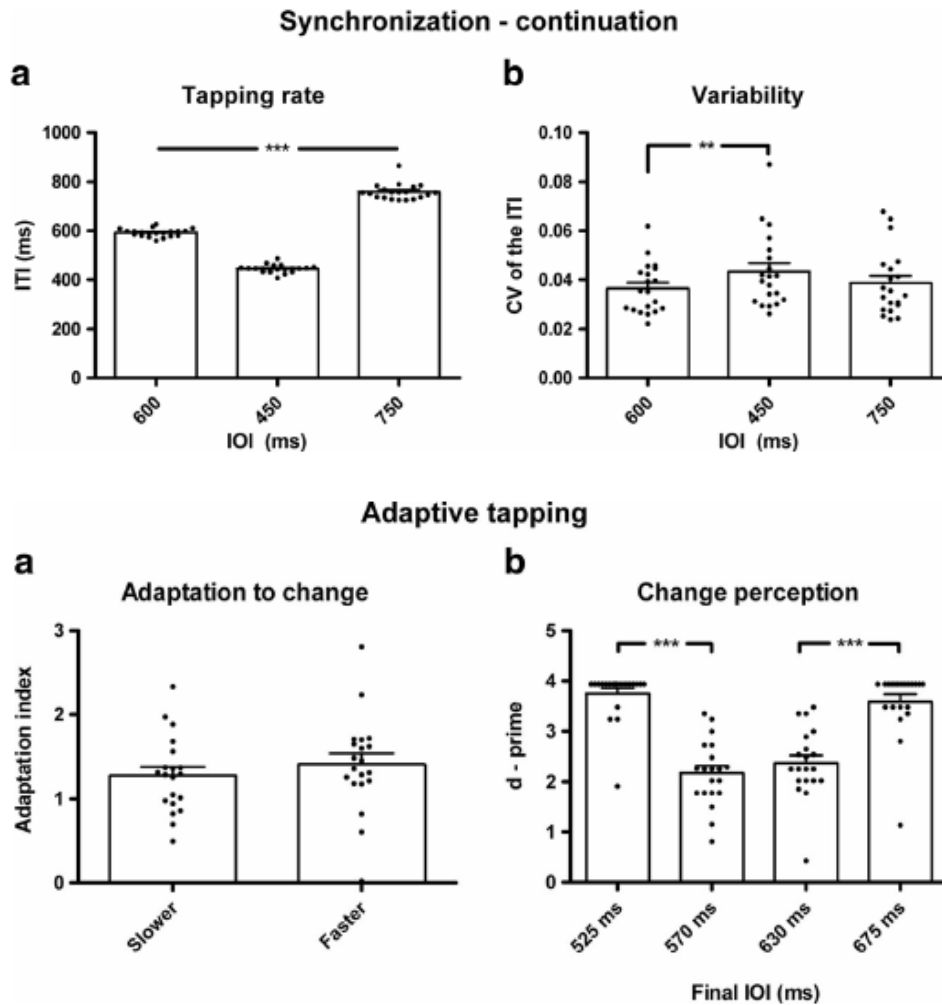 Synchronization - continuation
a
Tapping rate
1000
800
600
400
200
0
ITI (ms)
***
600
450
750
IOI (ms)
b
Variability
0.10
0.08
0.06
0.04
0.02
0.00
CV of the ITI
**
600
450
750
IOI (ms)
Adaptive tapping
a
Adaptation to change
3
2
1
0
Adaptation index
Slower
Faster
b
Change perception
5
4
3
2
1
0
d - prime
***
***
525 ms
570 ms
630 ms
675 ms
Final IOI (ms)